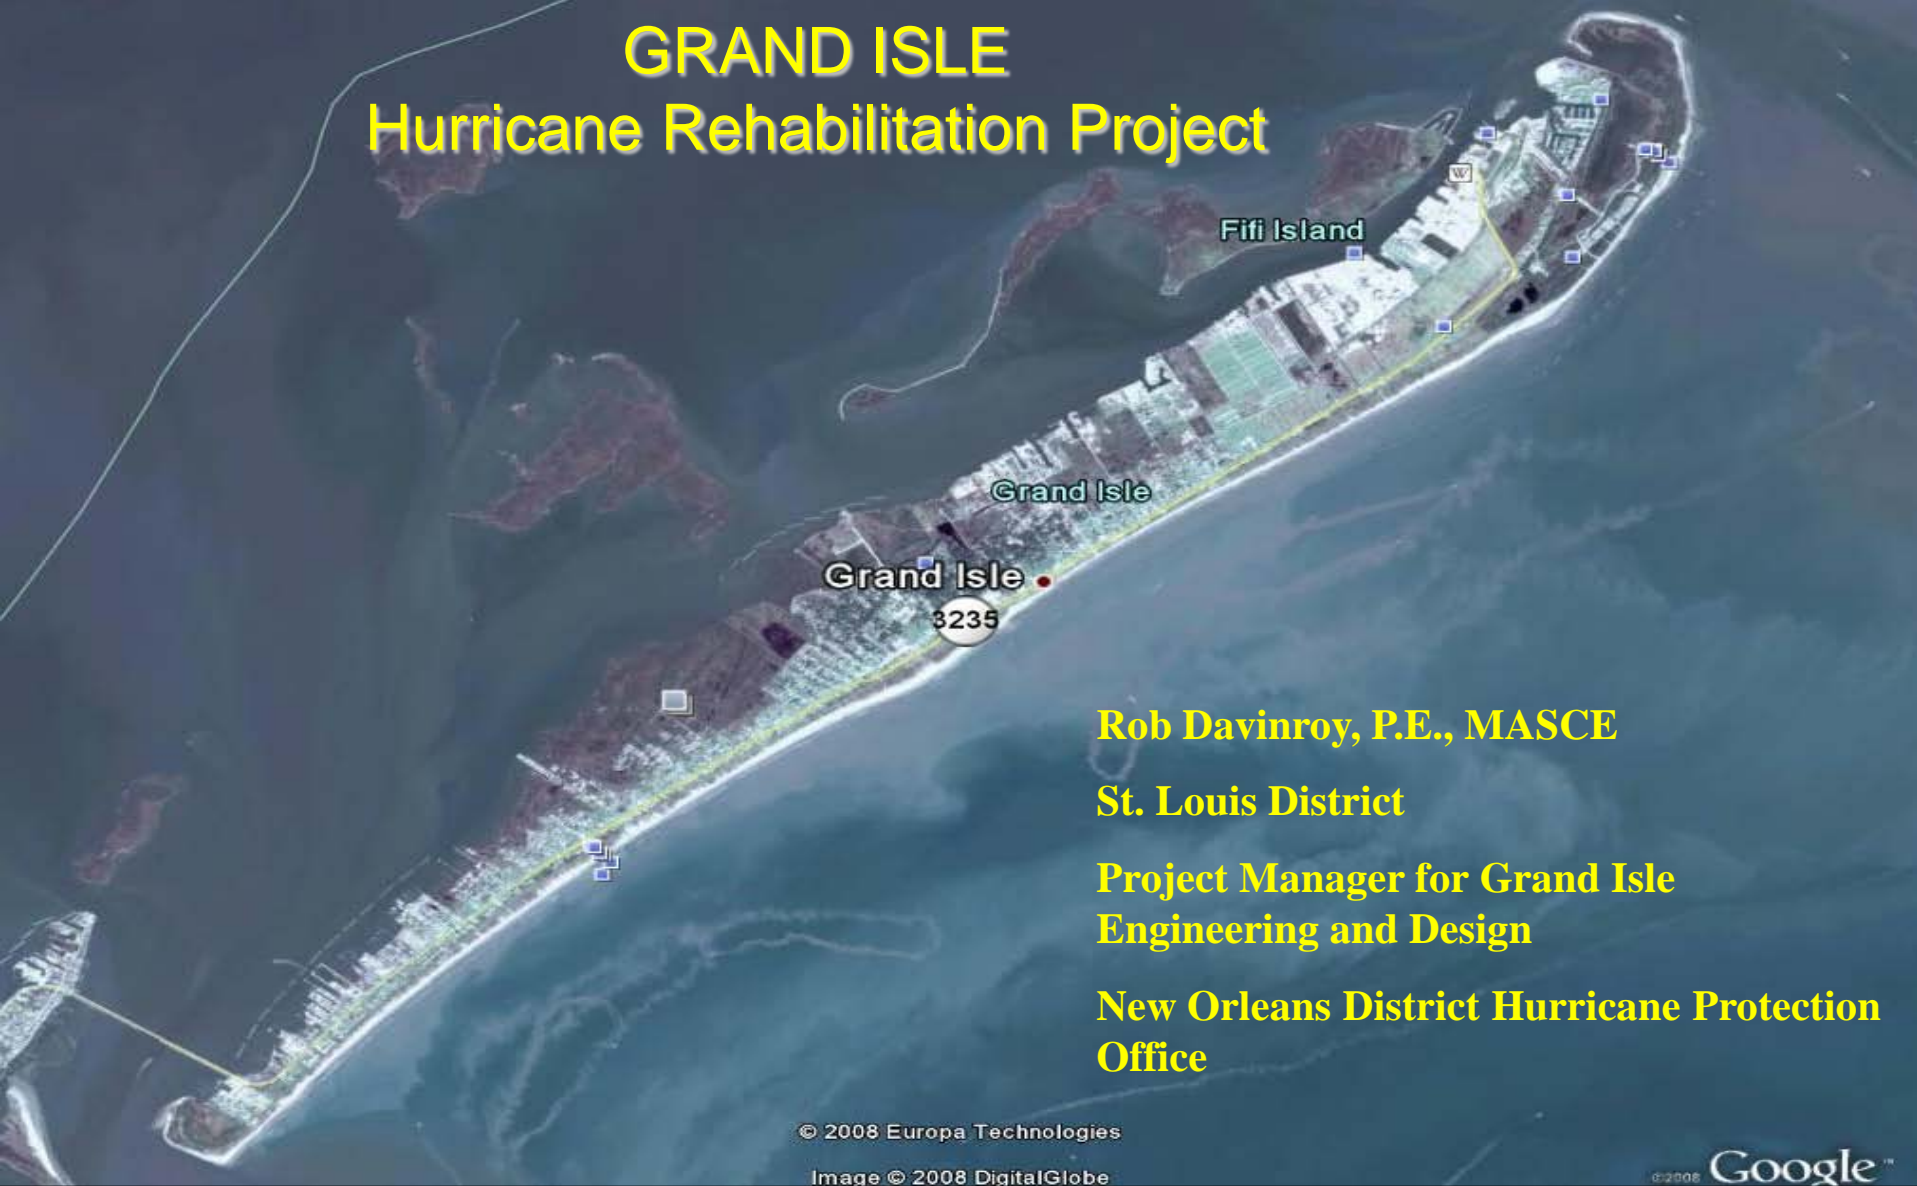 GRAND ISLE
Hurricane Rehabilitation Project
W
Fifi Island
Grand Isle
Grand Isle
3235
Rob Davinroy, P.E., MASCE
St. Louis District
Project Manager for Grand Isle
Engineering and Design
New Orleans District Hurricane Protection
Office
© 2008 Europa Technologies
Image © 2008 DigitalGlobe
©2008 Google™